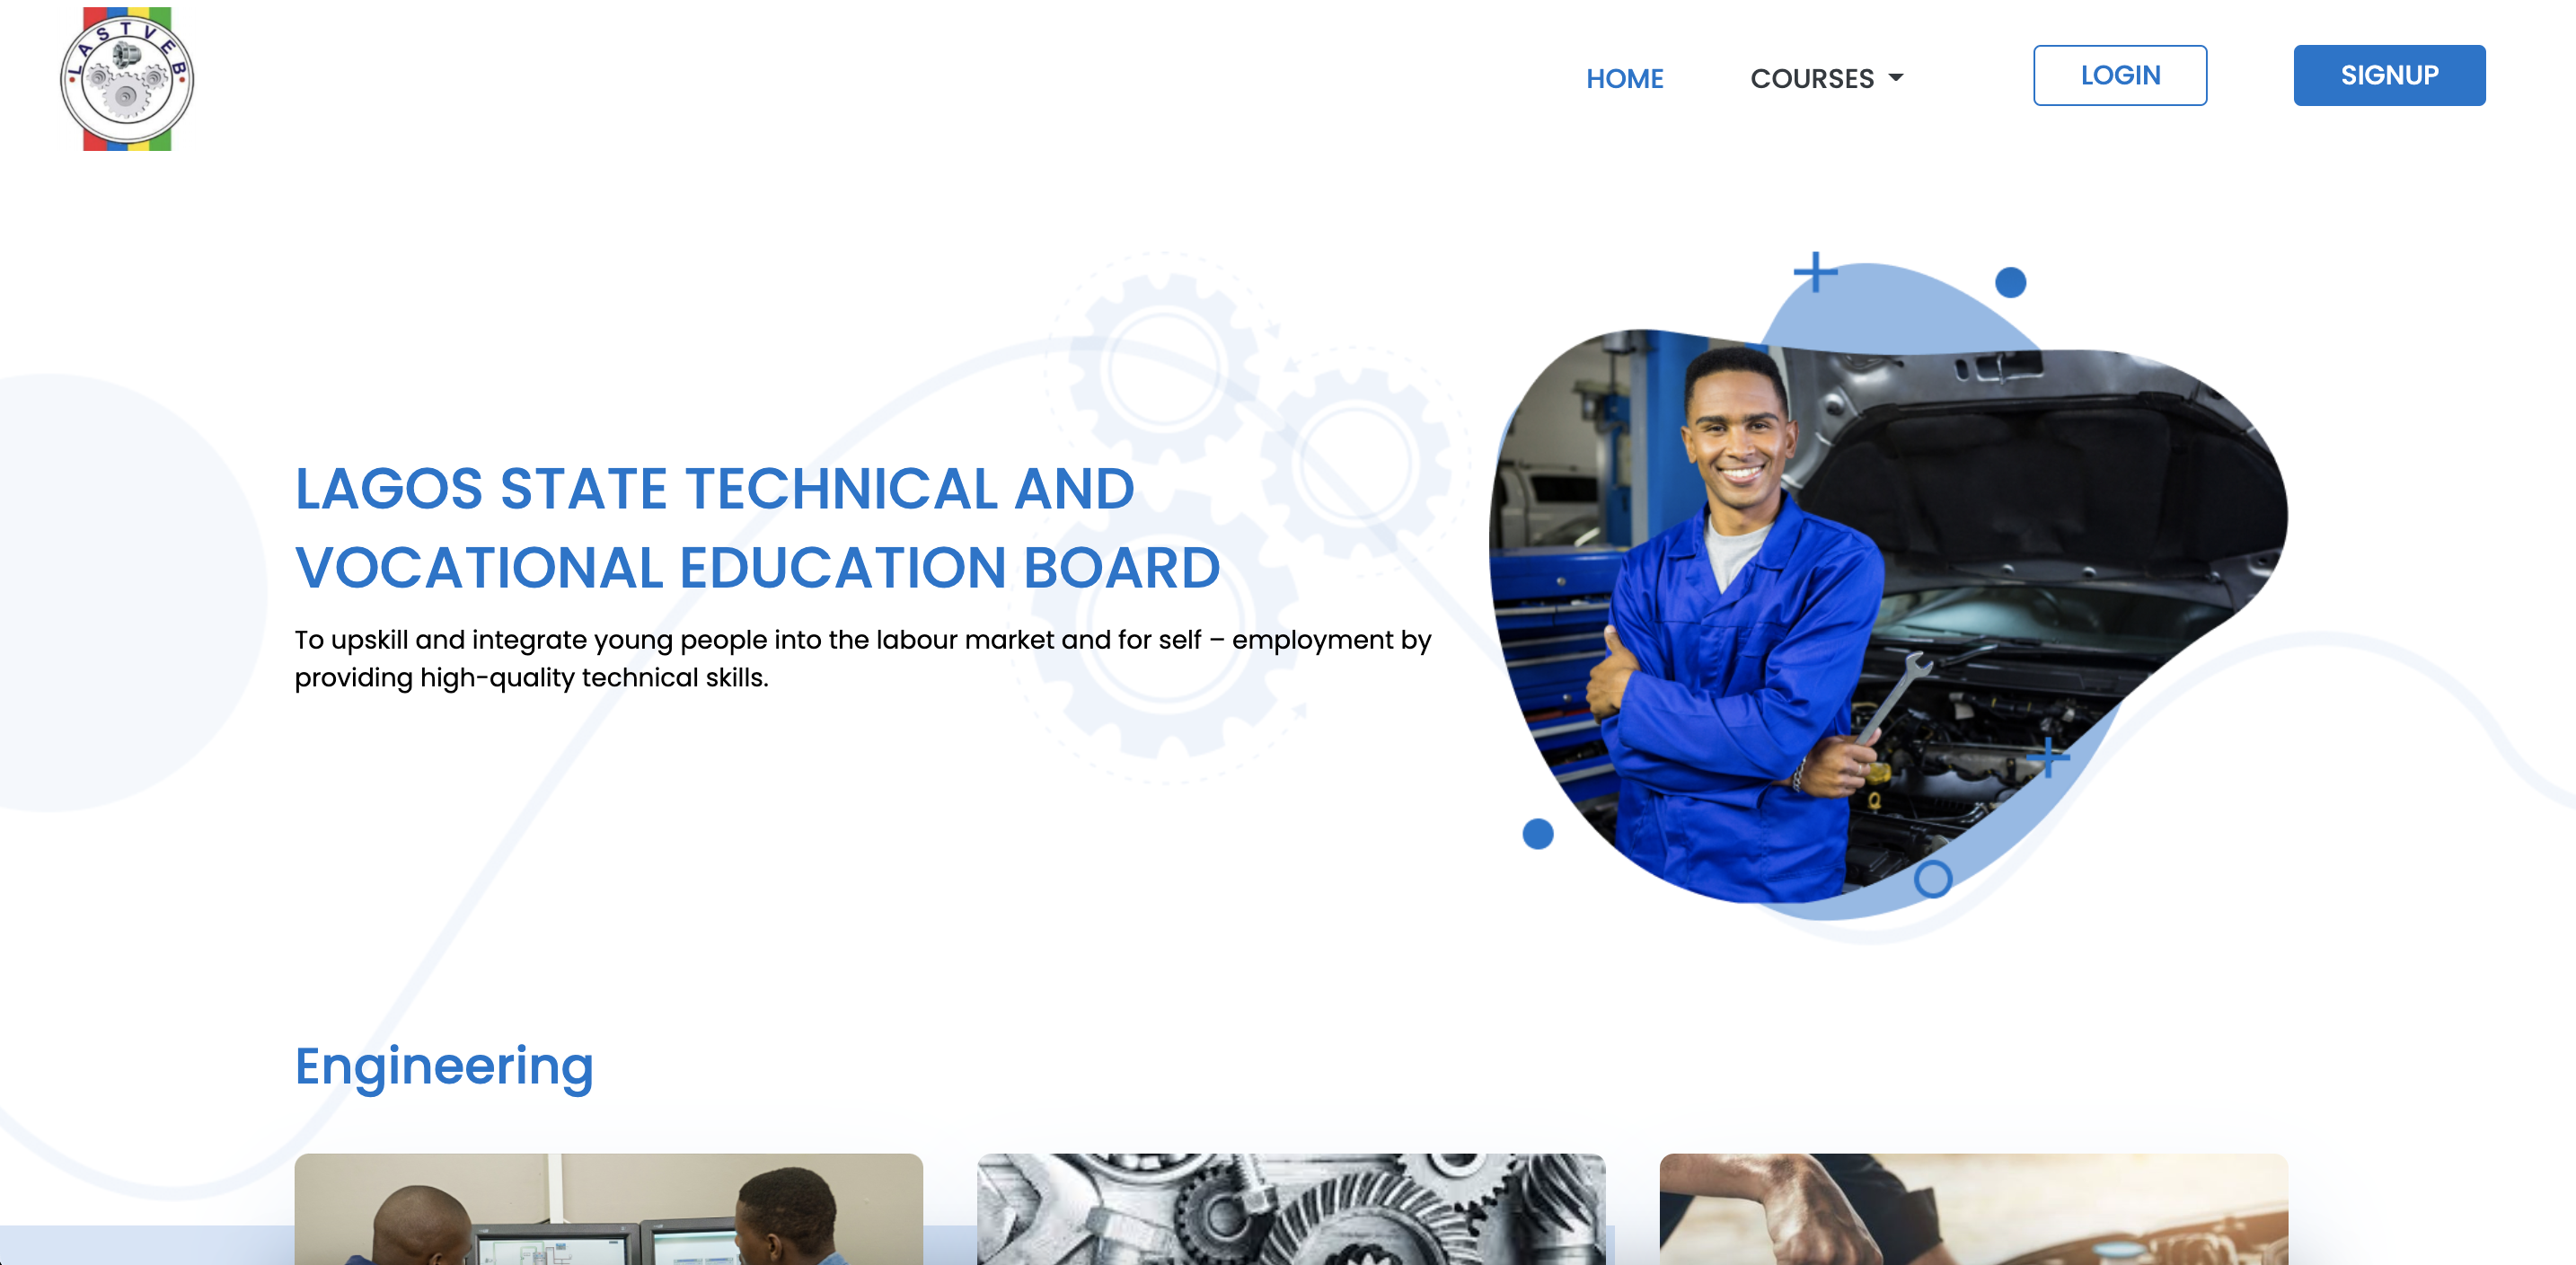 LASTVEB
HOME
COURSES
LOGIN
SIGNUP
LAGOS STATE TECHNICAL AND
VOCATIONAL EDUCATION BOARD
To upskill and integrate young people into the labour market and for self – employment by
providing high-quality technical skills.
Engineering